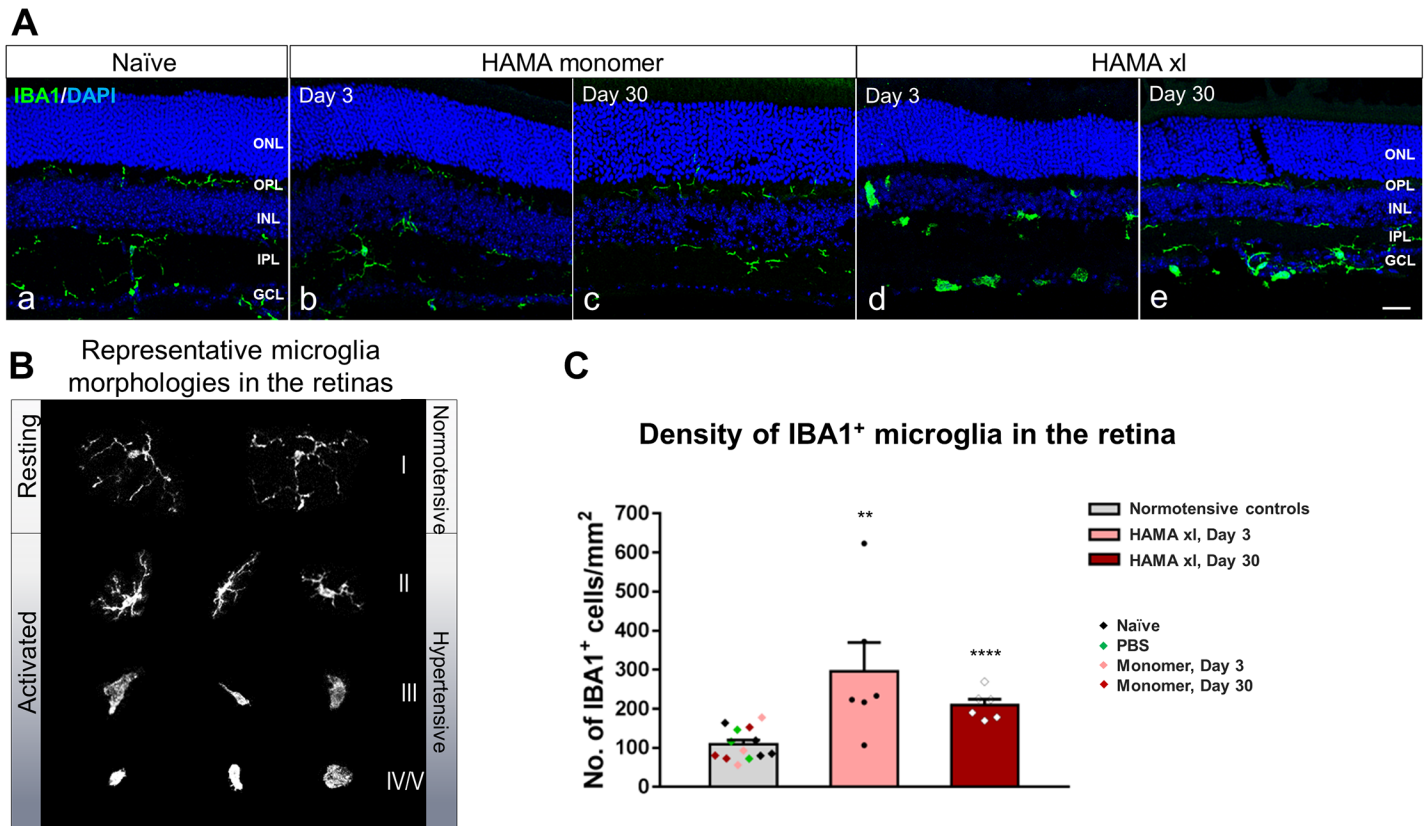 A
Naïve
HAMA monomer
HAMA xl
IBA1/DAPI
Day 3
Day 30
Day 3
Day 30
ONL
OPL
INL
IPL
GCL
ONL
OPL
INL
IPL
GCL
a
b
c
d
e
B
Representative microglia
morphologies in the retinas
Resting
Activated
Normotensive
Hypertensive
I
II
III
IV/V
C
Density of IBA1+ microglia in the retina
No. of IBA1+ cells/mm2
700
600
500
400
300
200
100
0
**
****
Normotensive controls
HAMA xl, Day 3
HAMA xl, Day 30
Naïve
PBS
Monomer, Day 3
Monomer, Day 30